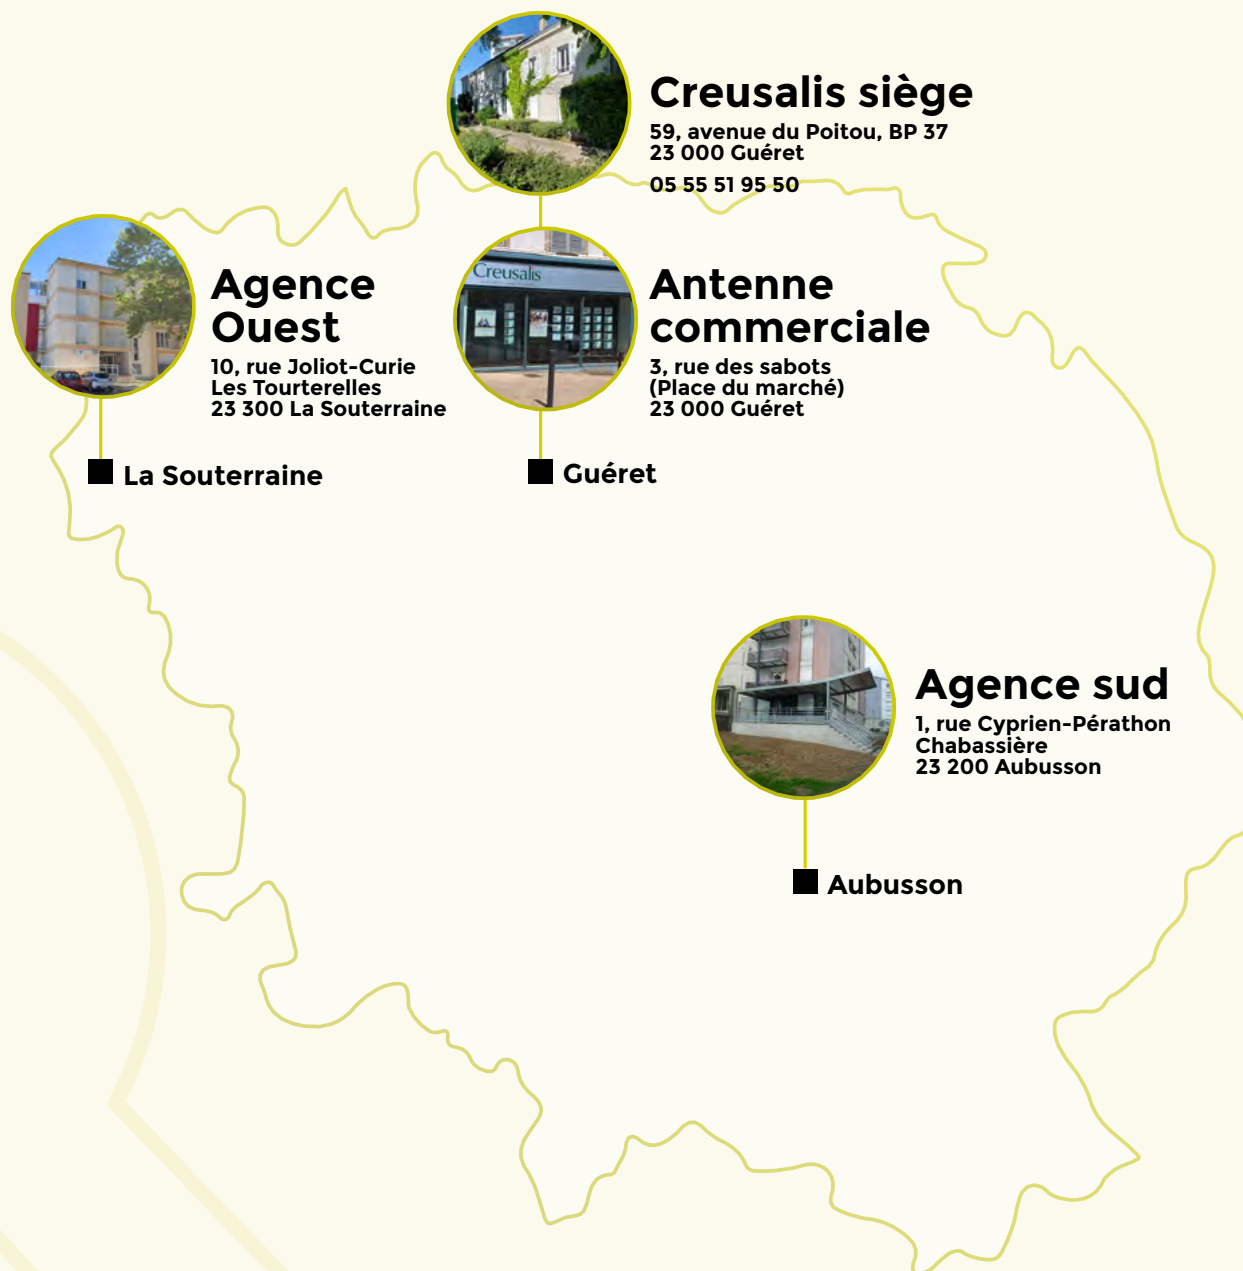 Creusalis siège
59, avenue du Poitou, BP 37
23 000 Guéret
05 55 51 95 50
Agence
Ouest
10, rue Joliot-Curie
Les Tourterelles
23 300 La Souterraine
Creusalis
Antenne
commerciale
3, rue des sabots
(Place du marché)
23 000 Guéret
La Souterraine
Guéret
Agence sud
1, rue Cyprien-Pérathon
Chabassière
23 200 Aubusson
Aubusson